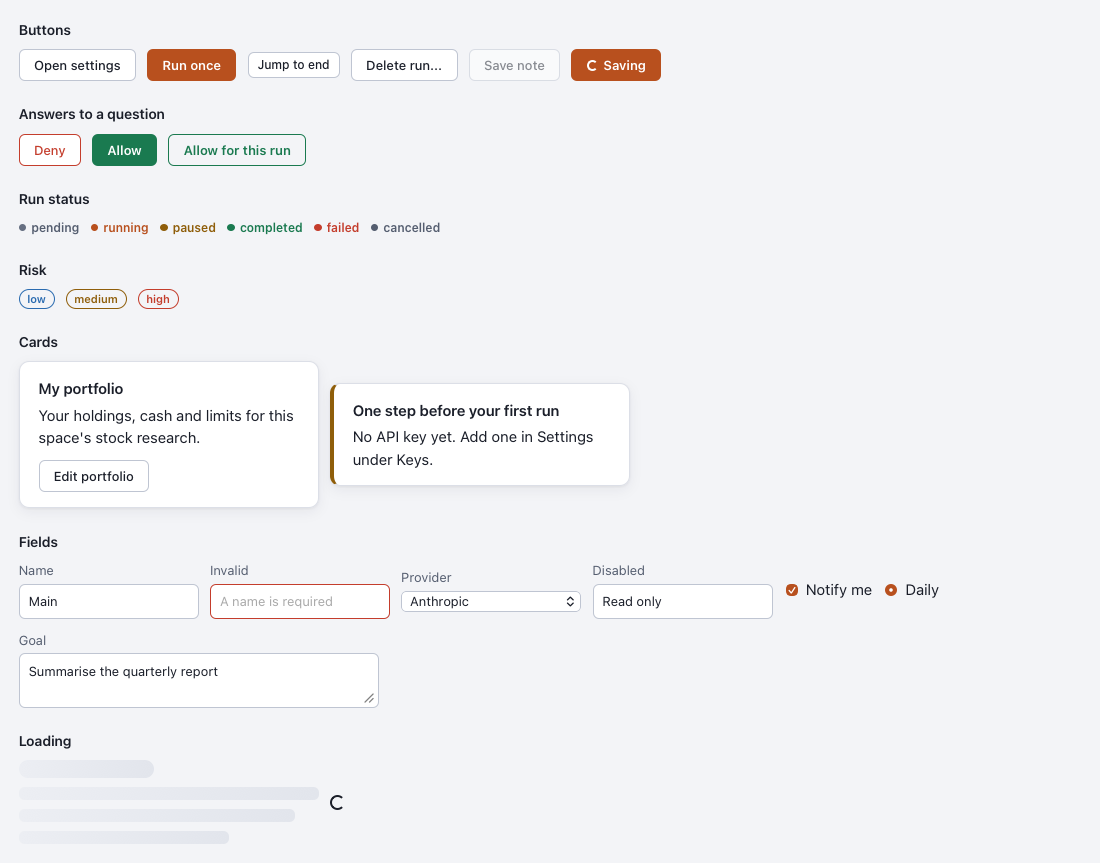 Buttons
Open settings Run once Jump to end Delete run... Save note Saving
Answers to a question
Deny Allow Allow for this run
Run status
pending running paused completed failed cancelled
Risk
low medium high
Cards
My portfolio
Your holdings, cash and limits for this
space's stock research.
Edit portfolio
One step before your first run
No API key yet. Add one in Settings
under Keys.
Fields
Name Invalid Provider Disabled
Main A name is required Anthropic Read only Notify me Daily
Goal
Summarise the quarterly report
Loading